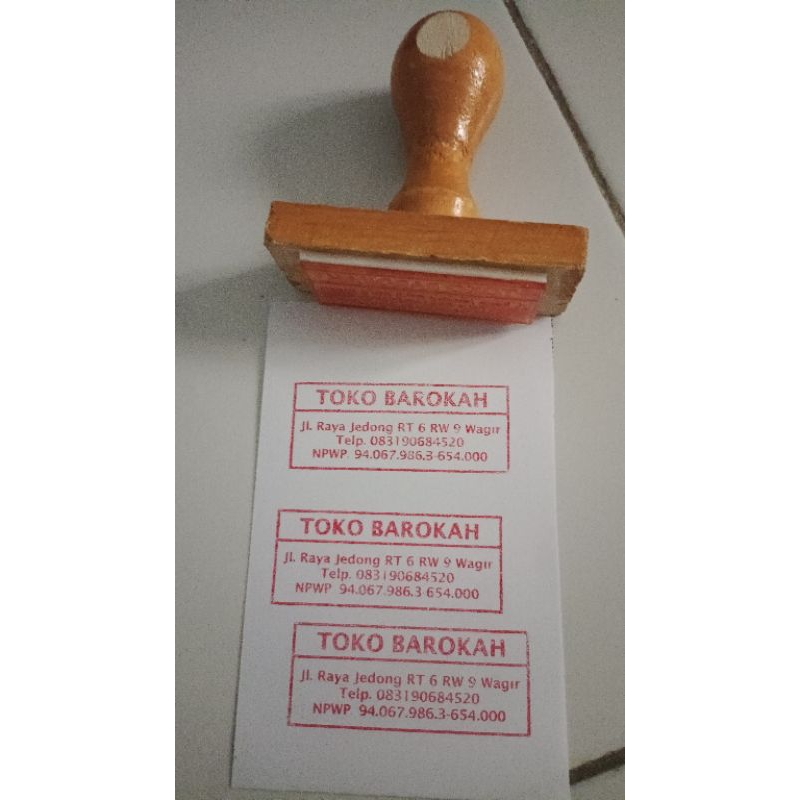 TOKO BAROKAH
Jl. Raya Jedong RT 6 RW 9 Wagir
Telp. 083190684520
NPWP 94.067.986.3-654.000
TOKO BAROKAH
Jl. Raya Jedong RT 6 RW 9 Wagir
Telp. 083190684520
NPWP 94.067.986.3-654.000
TOKO BAROKAH
Jl. Raya Jedong RT 6 RW 9 Wagir
Telp. 083190684520
NPWP 94.067.986.3-654.000